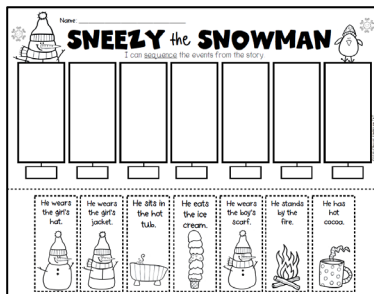 Name:
SNEEZY the SNOWMAN
I can sequence the events from the story
He wears
the girl's
hat.
He wears
the girl's
jacket.
He sits in
the hot
tub.
He eats
the ice
cream.
He wears
the boy's
scarf.
He stands
by the
fire.
He has
hot
cocoa.